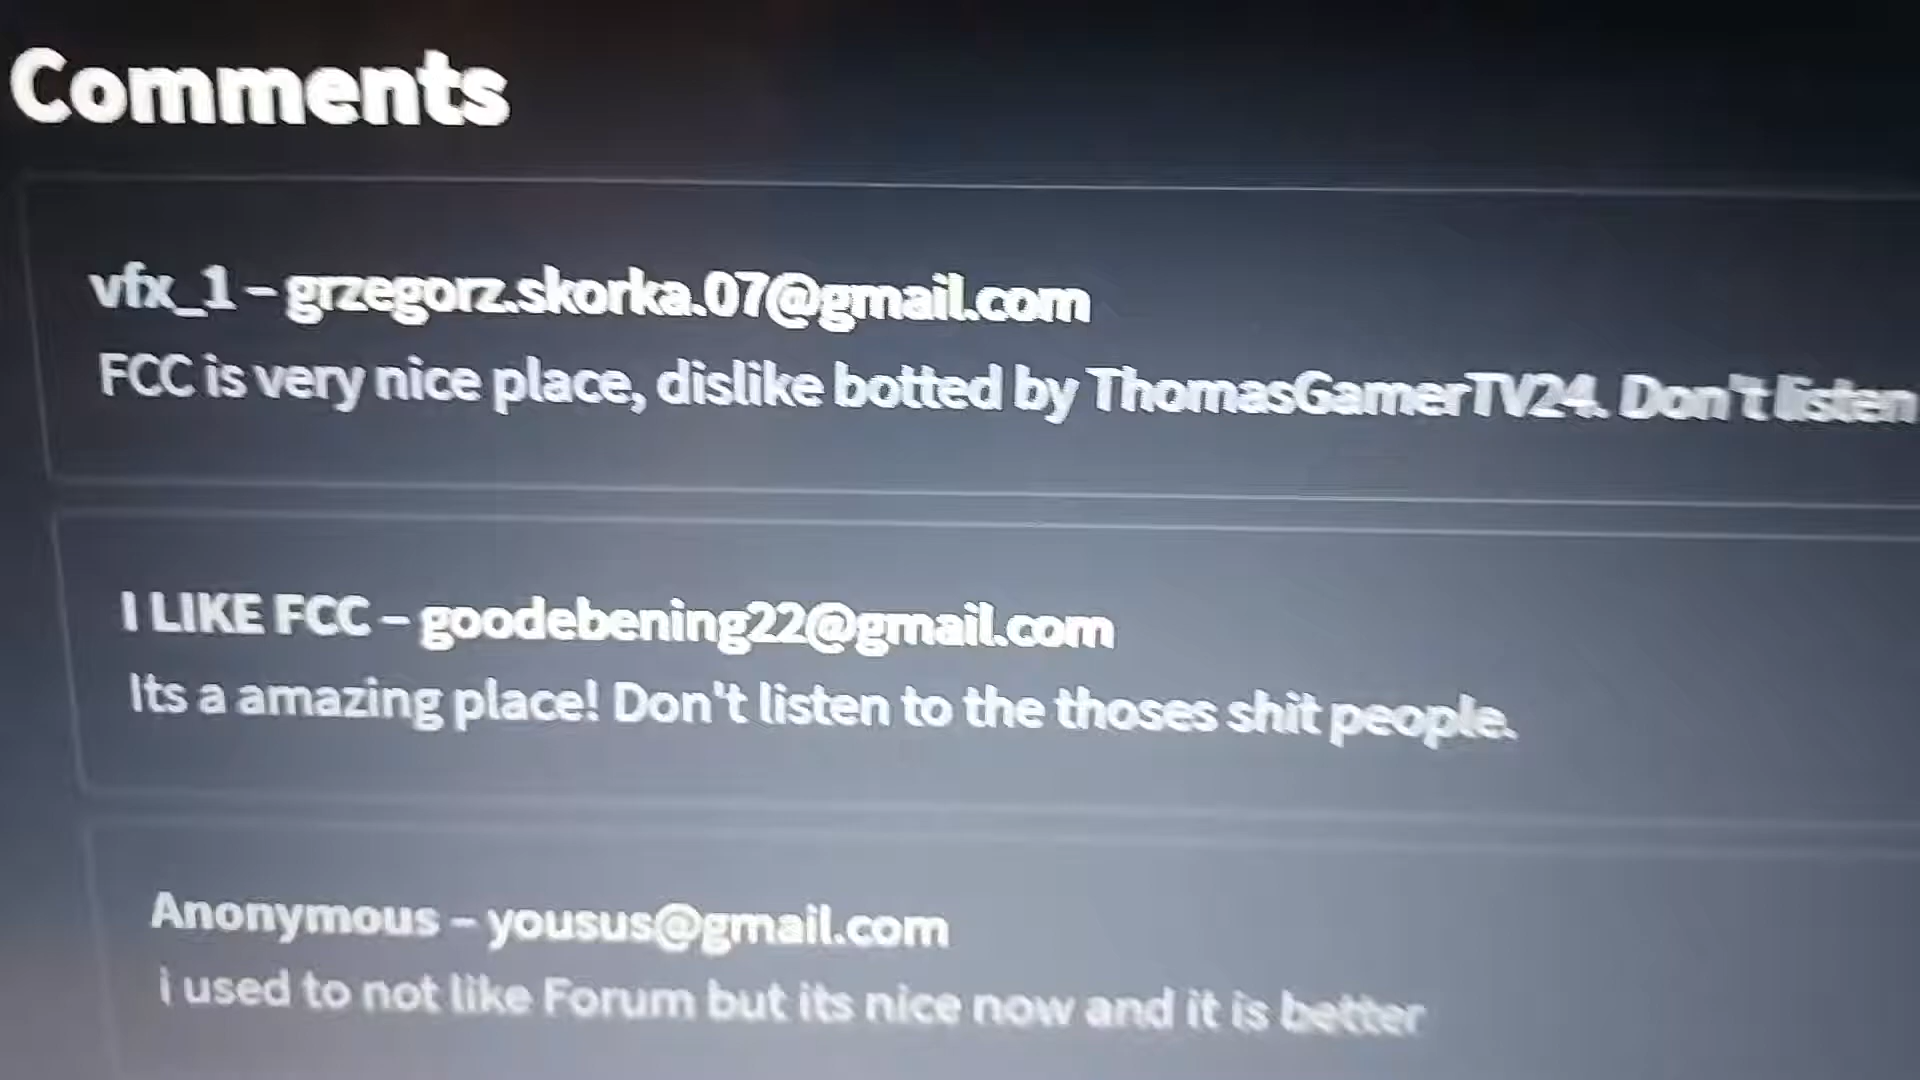 Comments
vfx_1 – grzegorz.skorka.07@gmail.com
FCC is very nice place, dislike botted by ThomasGamerTV24. Don't listen
I LIKE FCC – goodebening22@gmail.com
Its a amazing place! Don't listen to the thoses shit people.
Anonymous – yousus@gmail.com
i used to not like Forum but its nice now and it is better